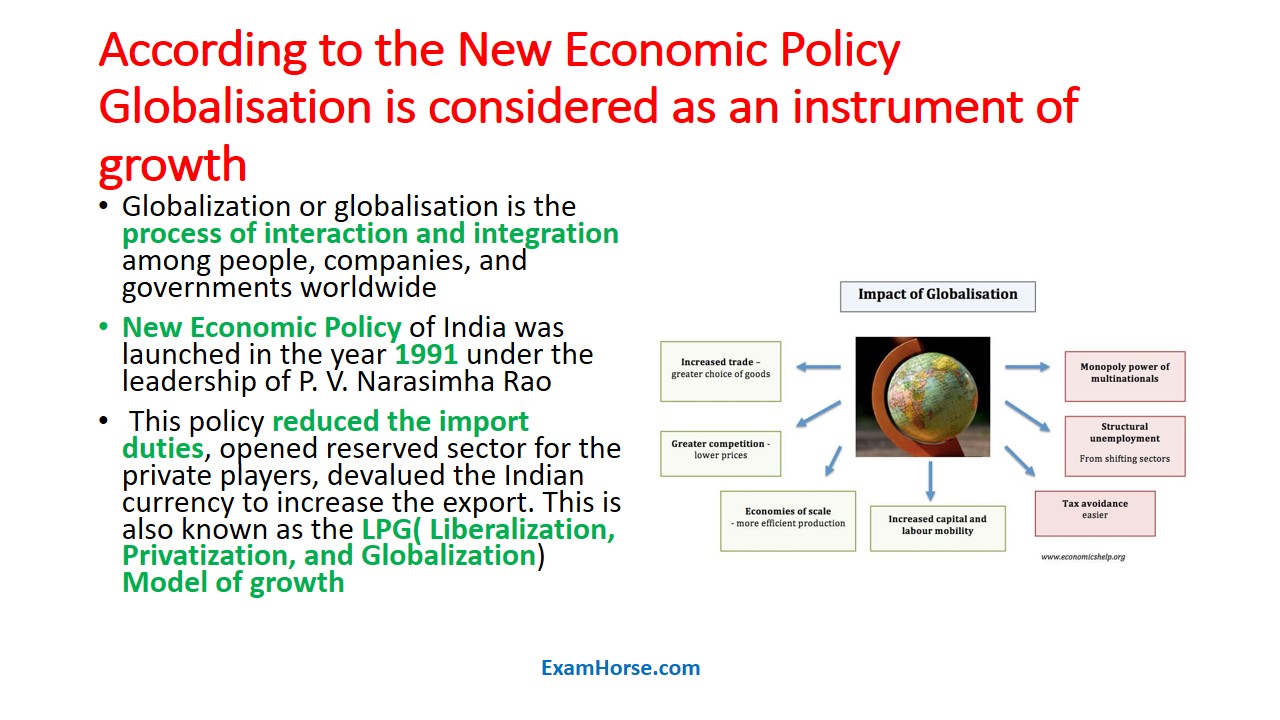 According to the New Economic Policy
Globalisation is considered as an instrument of
growth
• Globalization or globalisation is the
process of interaction and integration
among people, companies, and
governments worldwide
• New Economic Policy of India was
launched in the year 1991 under the
leadership of P. V. Narasimha Rao
• This policy reduced the import
duties, opened reserved sector for the
private players, devalued the Indian
currency to increase the export. This is
also known as the LPG( Liberalization,
Privatization, and Globalization)
Model of growth
Impact of Globalisation
Increased trade –
greater choice of goods
Greater competition -
lower prices
Economies of scale
- more efficient production
Increased capital and
labour mobility
Monopoly power of
multinationals
Structural
unemployment
From shifting sectors
Tax avoidance
easier
www.economicshelp.org
ExamHorse.com